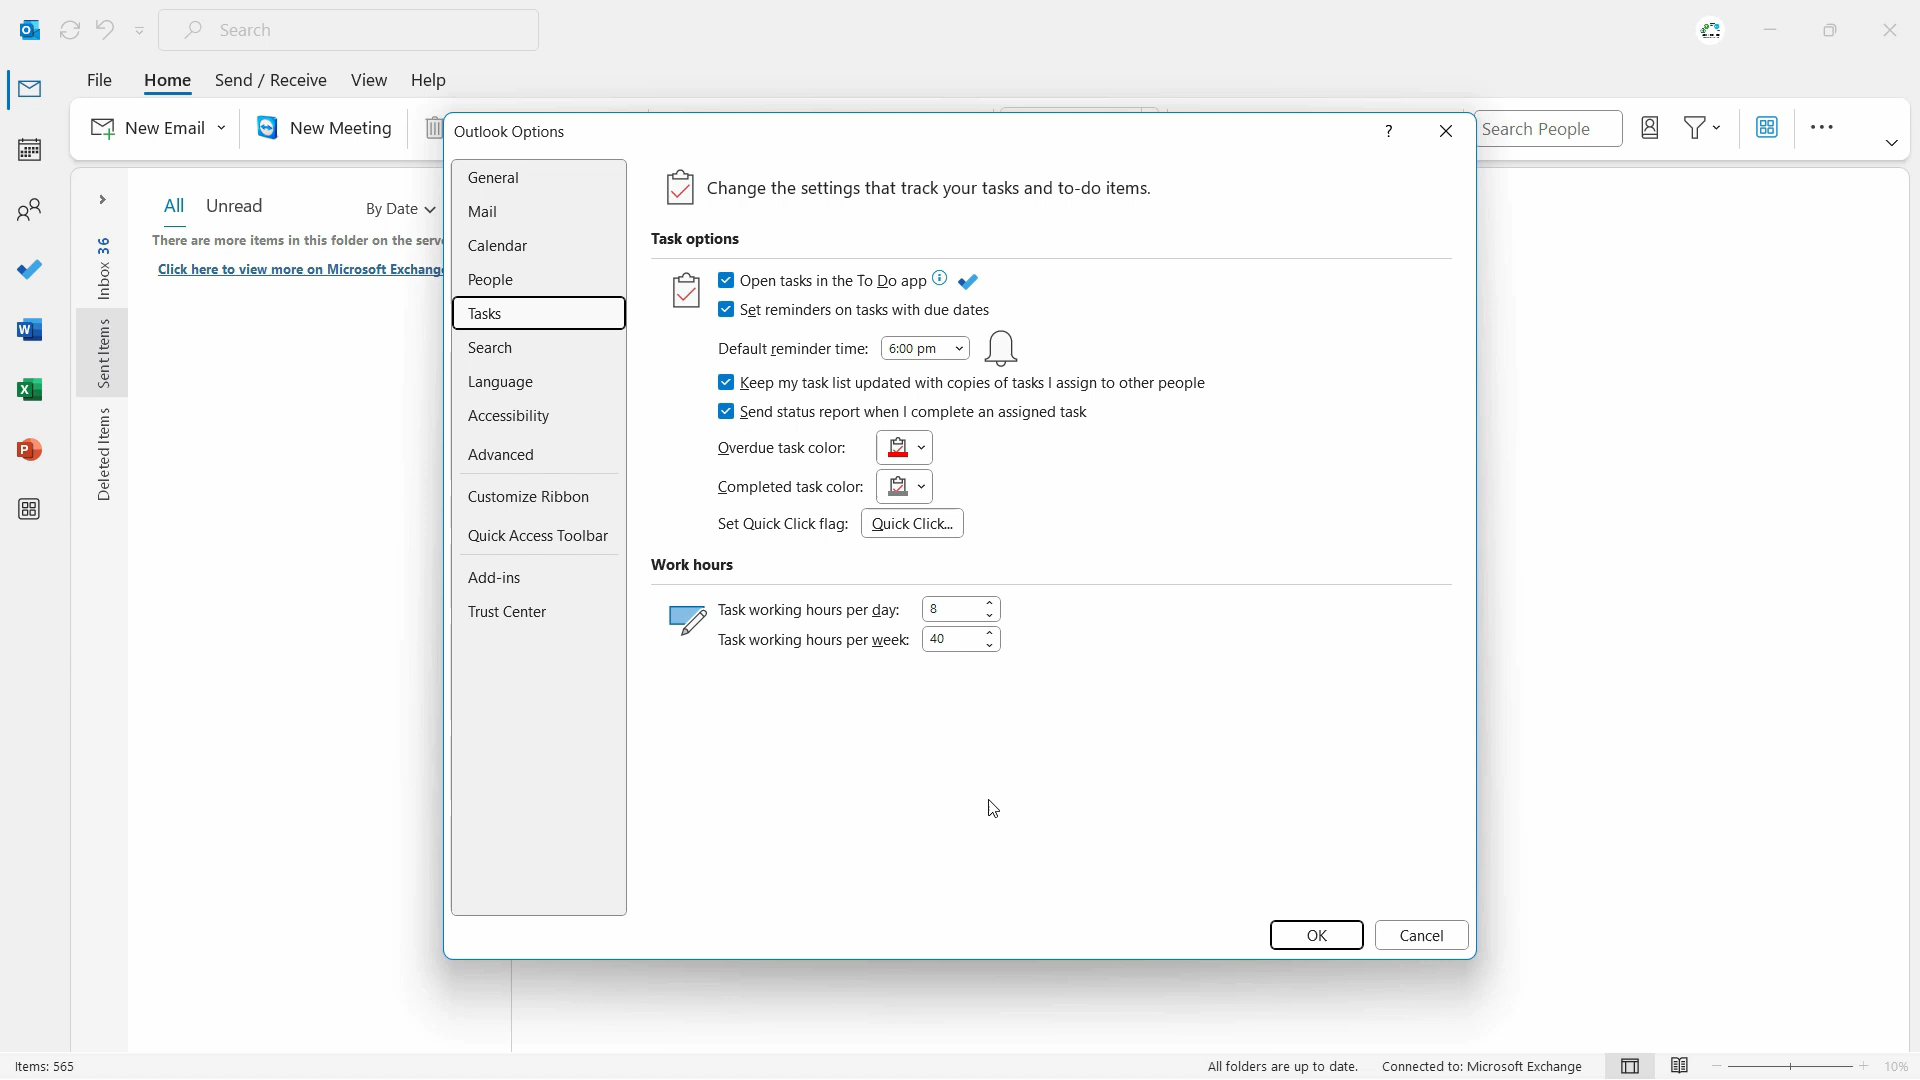 Search
File Home Send / Receive View Help
New Email New Meeting
Search People
Outlook Options ?
All Unread By Date
There are more items in this folder on the serve
Click here to view more on Microsoft Exchange
Inbox 36
Sent Items
Deleted Items
General
Mail
Calendar
People
Tasks
Search
Language
Accessibility
Advanced
Customize Ribbon
Quick Access Toolbar
Add-ins
Trust Center
Change the settings that track your tasks and to-do items.
Task options
Open tasks in the To Do app
Set reminders on tasks with due dates
Default reminder time: 6:00 pm
Keep my task list updated with copies of tasks I assign to other people
Send status report when I complete an assigned task
Overdue task color:
Completed task color:
Set Quick Click flag: Quick Click...
Work hours
Task working hours per day: 8
Task working hours per week: 40
OK Cancel
Items: 565 All folders are up to date. Connected to: Microsoft Exchange 10%